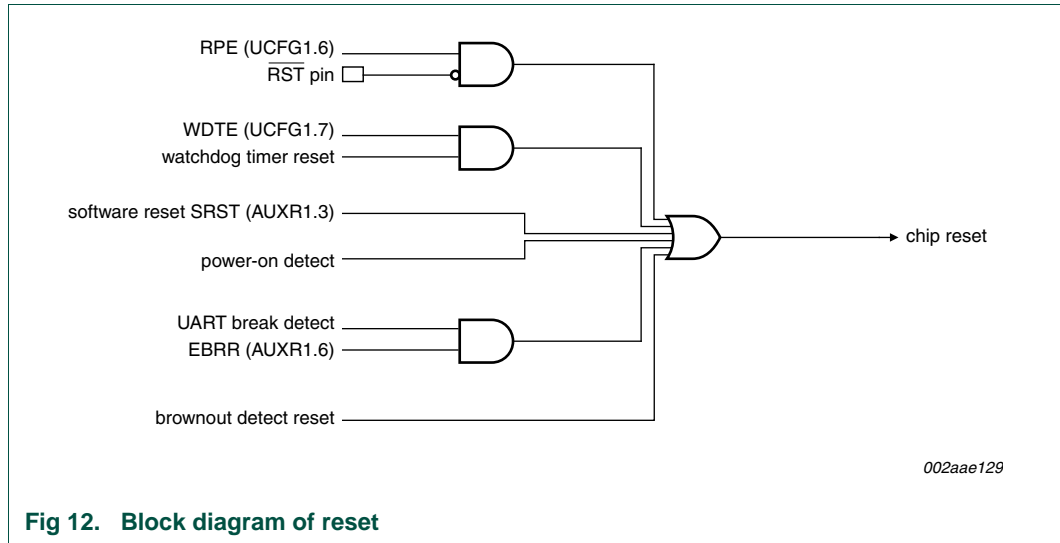 RPE (UCFG1.6)
RST pin
WDTE (UCFG1.7)
watchdog timer reset
software reset SRST (AUXR1.3)
power-on detect
UART break detect
EBRR (AUXR1.6)
brownout detect reset
chip reset
002aae129
Fig 12. Block diagram of reset